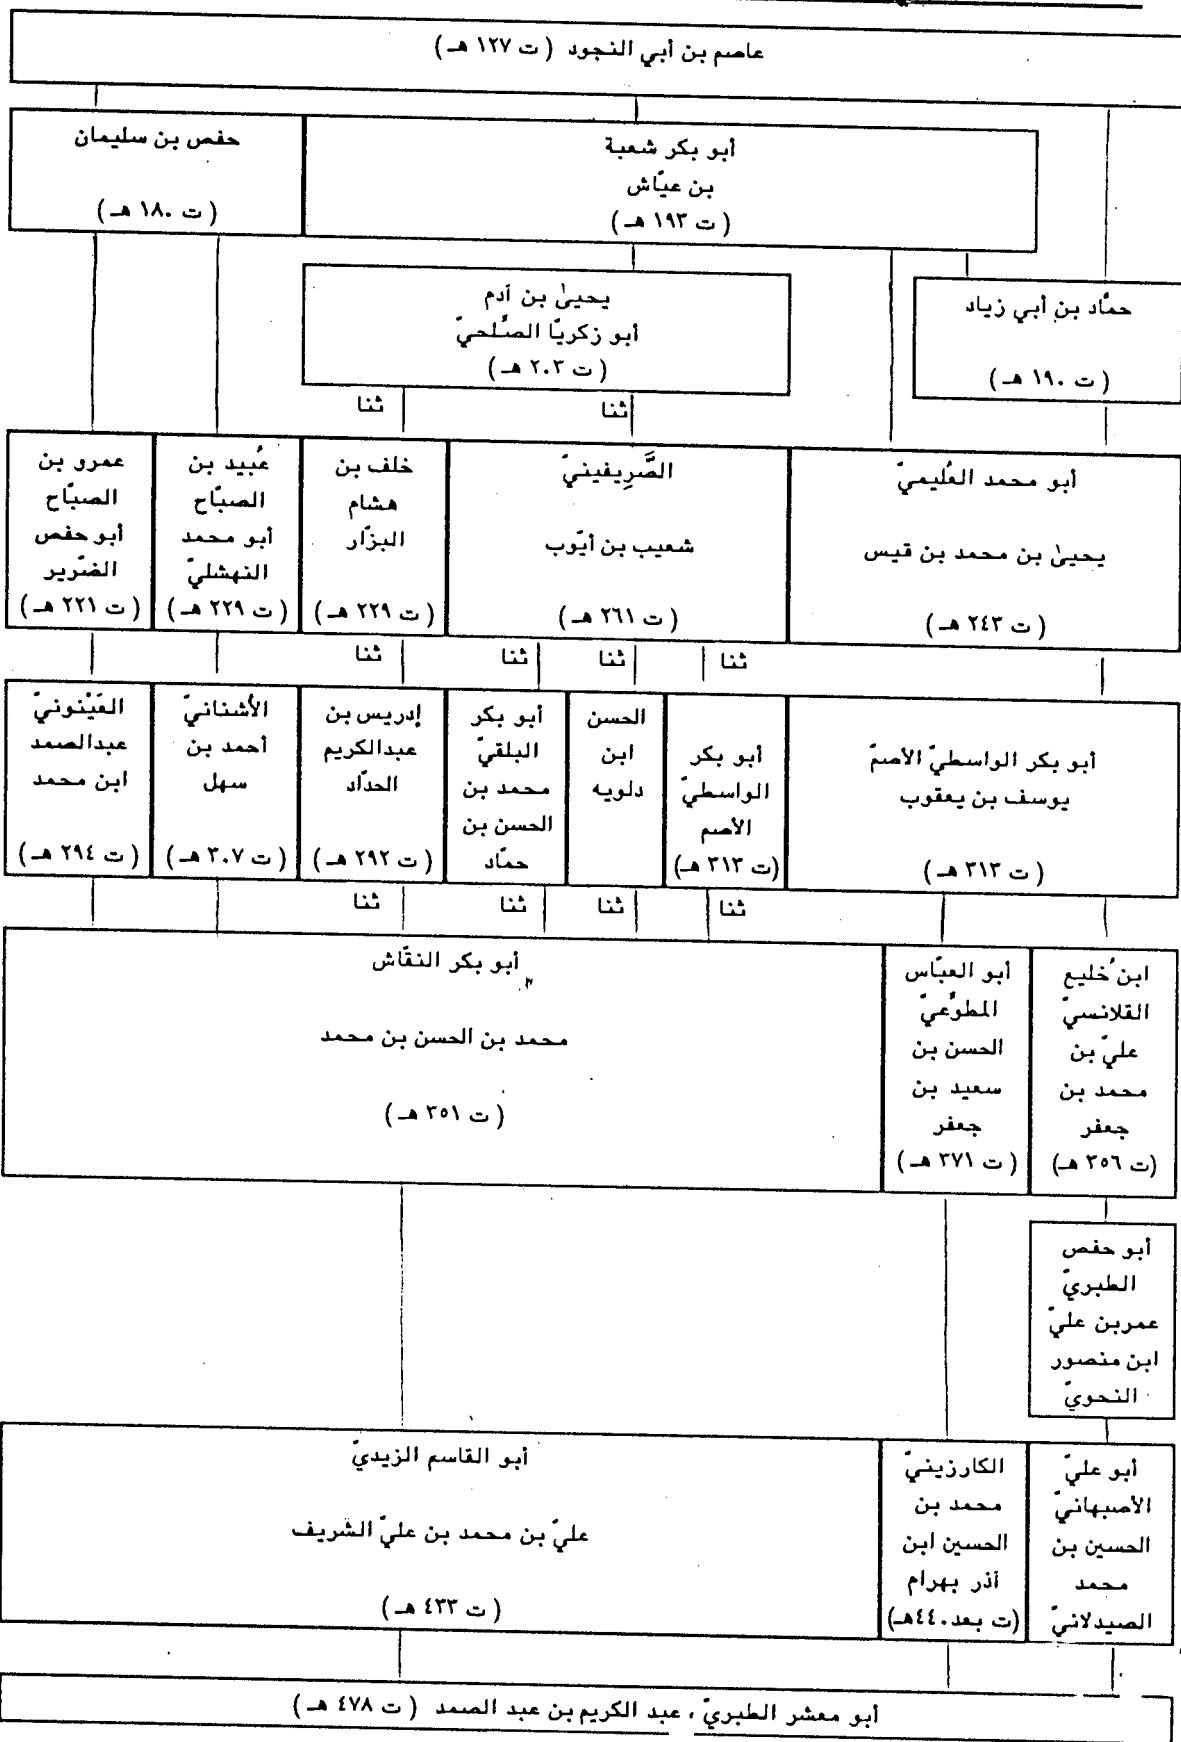 عاصم بن أبي النجود ( ت ١٢٧ هـ )
أبو بكر شعبة
بن عيّاش
( ت ١٩٣ هـ )
حفص بن سليمان
( ت ١٨٠ هـ )
حمّاد بن أبي زياد
( ت ١٩٠ هـ )
يحيىٰ بن آدم
أبو زكريّا الصُّلحيّ
( ت ٢٠٣ هـ )
ثنا
ثنا
أبو محمد العُليميّ
يحيىٰ بن محمد بن قيس
( ت ٢٤٣ هـ )
الصَّرِيفينيّ
شعيب بن أيّوب
( ت ٢٦١ هـ )
خلف بن
هشام
البزّار
( ت ٢٢٩ هـ )
عُبيد بن
الصبّاح
أبو محمد
النهشليّ
( ت ٢٢٩ هـ )
عمرو بن
الصبّاح
أبو حفص
الضّرير
( ت ٢٢١ هـ )
ثنا
ثنا
ثنا
ثنا
أبو بكر الواسطيّ الأصمّ
يوسف بن يعقوب
( ت ٣١٣ هـ )
أبو بكر
الواسطيّ
الأصم
(ت ٣١٣ هـ)
الحسن
ابن
دلويه
أبو بكر
البلقيّ
محمد بن
الحسن بن
حمّاد
إدريس بن
عبدالكريم
الحدّاد
( ت ٢٩٢ هـ )
الأشنانيّ
أحمد بن
سهل
( ت ٣٠٧ هـ )
العَيْنونيّ
عبدالصمد
ابن محمد
( ت ٢٩٤ هـ )
ثنا
ثنا
ثنا
ثنا
ابن خُليع
القلانسيّ
عليّ بن
محمد بن
جعفر
(ت ٣٥٦ هـ)
أبو العبّاس
المطوِّعيّ
الحسن بن
سعيد بن
جعفر
( ت ٣٧١ هـ )
أبو بكر النقّاش
محمد بن الحسن بن محمد
( ت ٣٥١ هـ )
أبو حفص
الطبريّ
عمربن عليّ
ابن منصور
النحويّ
أبو عليّ
الأصبهانيّ
الحسين بن
محمد
الصيدلانيّ
الكارزينيّ
محمد بن
الحسين ابن
آذر بهرام
(ت بعد٤٤٠هـ)
أبو القاسم الزيديّ
عليّ بن محمد بن عليّ الشريف
( ت ٤٣٣ هـ )
أبو معشر الطبريّ ، عبد الكريم بن عبد الصمد ( ت ٤٧٨ هـ )